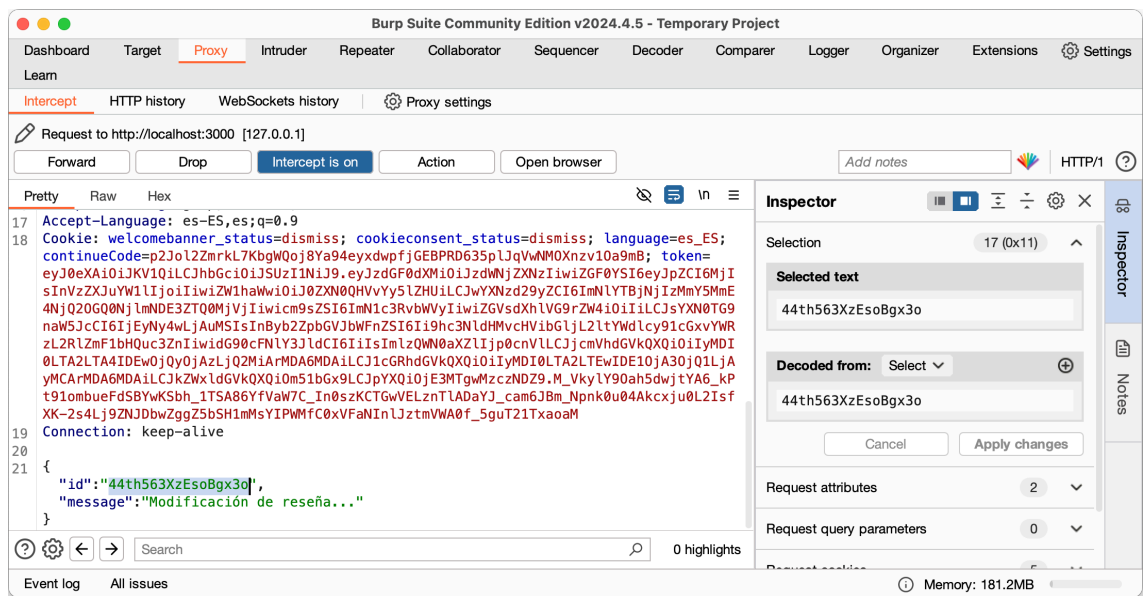 Burp Suite Community Edition v2024.4.5 - Temporary Project
Dashboard Target Proxy Intruder Repeater Collaborator Sequencer Decoder Comparer Logger Organizer Extensions Settings
Learn
Intercept HTTP history WebSockets history Proxy settings
Request to http://localhost:3000 [127.0.0.1]
Forward Drop Intercept is on Action Open browser Add notes HTTP/1 ?
Pretty Raw Hex \n
17 Accept-Language: es-ES,es;q=0.9
18 Cookie: welcomebanner_status=dismiss; cookieconsent_status=dismiss; language=es_ES;
continueCode=p2Jol2ZmrkL7KbgWQoj8Ya94eyxdwpfjGEBPRD635plJqVwNMOXnzv1Oa9mB; token=
eyJ0eXAiOiJKV1QiLCJhbGciOiJSUzI1NiJ9.eyJzdGF0dXMiOiJzdWNjZXNzIiwiZGF0YSI6eyJpZCI6MjI
sInVzZXJuYW1lIjoiIiwiZW1haWwiOiJ0ZXN0QHVvYy5lZHUiLCJwYXNzd29yZCI6ImNlYTBjNjIzMmY5MmE
4NjQ2OGQ0NjlmNDE3ZTQ0MjVjIiwicm9sZSI6ImN1c3RvbWVyIiwiZGVsdXhlVG9rZW4iOiIiLCJsYXN0TG9
naW5JcCI6IjEyNy4wLjAuMSIsInByb2ZpbGVJbWFnZSI6Ii9hc3NldHMvcHVibGljL2ltYWdlcy91cGxvYWR
zL2RlZmF1bHQuc3ZnIiwidG90cFNlY3JldCI6IiIsImlzQWN0aXZlIjp0cnVlLCJjcmVhdGVkQXQiOiIyMDI
0LTA2LTA4IDEwOjQyOjAzLjQ2MiArMDA6MDAiLCJ1cGRhdGVkQXQiOiIyMDI0LTA2LTEwIDE1OjA3OjQ1LjA
yMCArMDA6MDAiLCJkZWxldGVkQXQiOm51bGx9LCJpYXQiOjE3MTgwMzczNDZ9.M_VkylY9Oah5dwjtYA6_kP
t91ombueFdSBYwKSbh_1TSA86YfVaW7C_In0szKCTGwVELznTlADaYJ_cam6JBm_Npnk0u04Akcxju0L2Isf
XK-2s4Lj9ZNJDbwZggZ5bSH1mMsYIPWMfC0xVFaNInlJztmVWA0f_5guT21TxaoaM
19 Connection: keep-alive
20
21 {
"id":"44th563XzEsoBgx3o",
"message":"Modificación de reseña..."
}
? Search 0 highlights
Inspector
Selection 17 (0x11)
Selected text
44th563XzEsoBgx3o
Decoded from: Select
44th563XzEsoBgx3o
Cancel Apply changes
Request attributes 2
Request query parameters 0
Request cookies 5
Inspector
Notes
Event log All issues Memory: 181.2MB